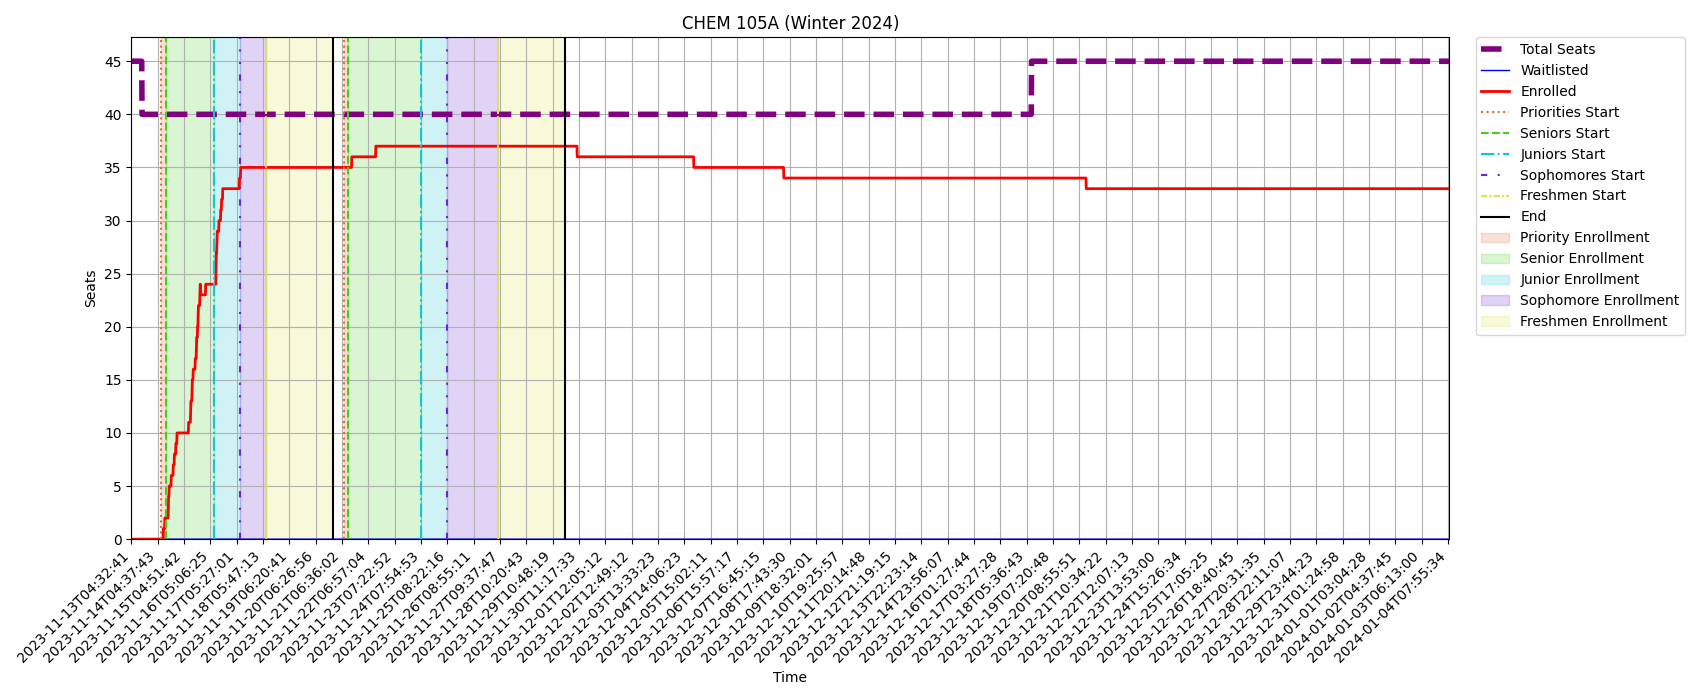 CHEM 105A (Winter 2024)
Seats
45
40
35
30
25
20
15
10
5
0
2023-11-13T04:32:41
2023-11-14T04:37:43
2023-11-15T04:51:42
2023-11-16T05:06:25
2023-11-17T05:27:01
2023-11-18T05:47:13
2023-11-19T06:20:41
2023-11-20T06:26:56
2023-11-21T06:36:02
2023-11-22T06:57:04
2023-11-23T07:22:52
2023-11-24T07:54:53
2023-11-25T08:22:16
2023-11-26T08:55:11
2023-11-27T09:37:47
2023-11-28T10:20:43
2023-11-29T10:48:19
2023-11-30T11:17:33
2023-12-01T12:05:12
2023-12-02T12:49:12
2023-12-03T13:33:23
2023-12-04T14:06:23
2023-12-05T15:02:11
2023-12-06T15:57:17
2023-12-07T16:45:15
2023-12-08T17:43:30
2023-12-09T18:32:01
2023-12-10T19:25:57
2023-12-11T20:14:48
2023-12-12T21:19:15
2023-12-13T22:23:14
2023-12-14T23:56:07
2023-12-16T01:27:44
2023-12-17T03:27:28
2023-12-18T05:36:43
2023-12-19T07:20:48
2023-12-20T08:55:51
2023-12-21T10:34:22
2023-12-22T12:07:13
2023-12-23T13:53:00
2023-12-24T15:26:34
2023-12-25T17:05:25
2023-12-26T18:40:45
2023-12-27T20:31:35
2023-12-28T22:11:07
2023-12-29T23:44:23
2023-12-31T01:24:58
2024-01-01T03:04:28
2024-01-02T04:37:45
2024-01-03T06:13:00
2024-01-04T07:55:34
Time
Total Seats
Waitlisted
Enrolled
Priorities Start
Seniors Start
Juniors Start
Sophomores Start
Freshmen Start
End
Priority Enrollment
Senior Enrollment
Junior Enrollment
Sophomore Enrollment
Freshmen Enrollment